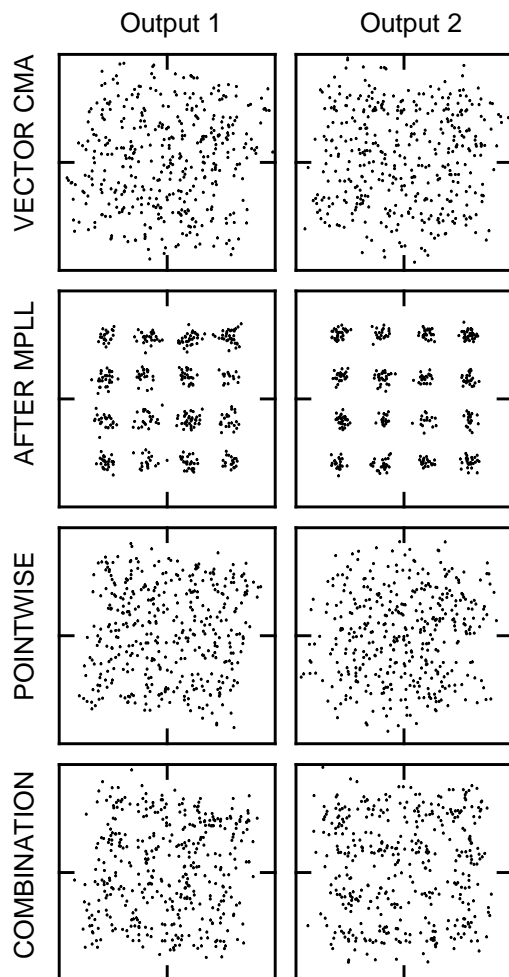 Output 1
Output 2
VECTOR CMA
AFTER MPLL
POINTWISE
COMBINATION